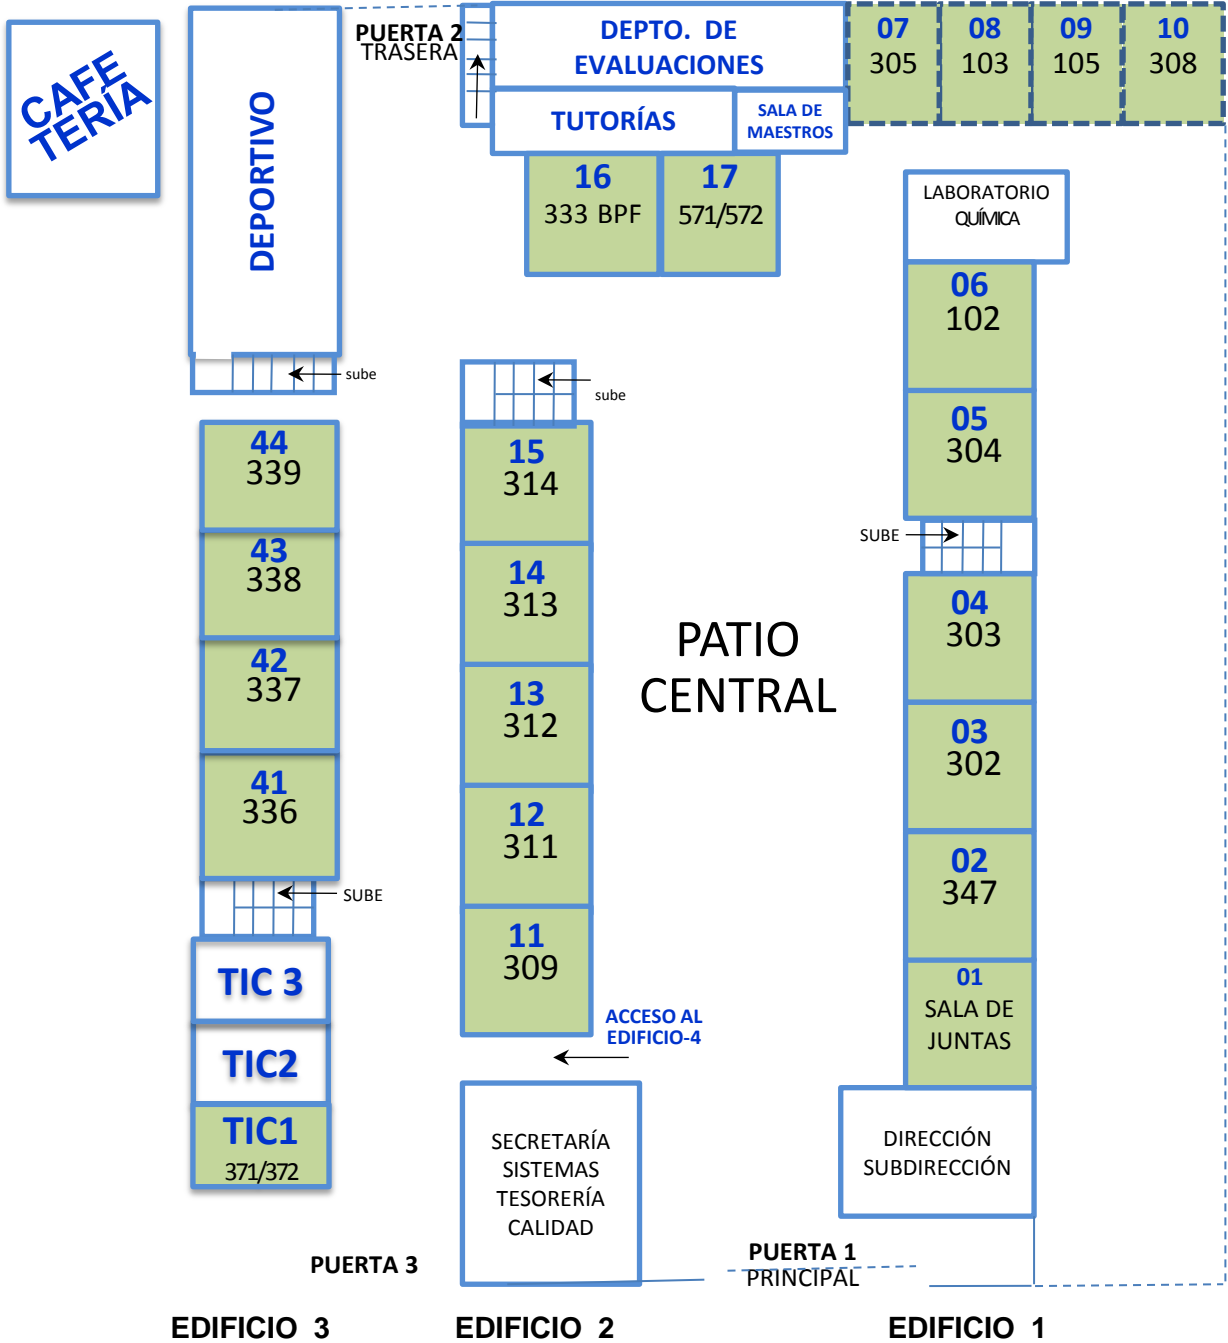 CAFE
TERÍA
DEPORTIVO
PUERTA 2
TRASERA
DEPTO. DE
EVALUACIONES
TUTORÍAS
SALA DE
MAESTROS
07
305
08
103
09
105
10
308
16
333 BPF
17
571/572
LABORATORIO
QUÍMICA
06
102
05
304
SUBE
04
303
03
302
02
347
01
SALA DE
JUNTAS
DIRECCIÓN
SUBDIRECCIÓN
sube
44
339
43
338
42
337
41
336
SUBE
TIC 3
TIC2
TIC1
371/372
sube
15
314
14
313
13
312
12
311
11
309
PATIO
CENTRAL
ACCESO AL
EDIFICIO-4
SECRETARÍA
SISTEMAS
TESORERÍA
CALIDAD
PUERTA 3
PUERTA 1
PRINCIPAL
EDIFICIO 3
EDIFICIO 2
EDIFICIO 1